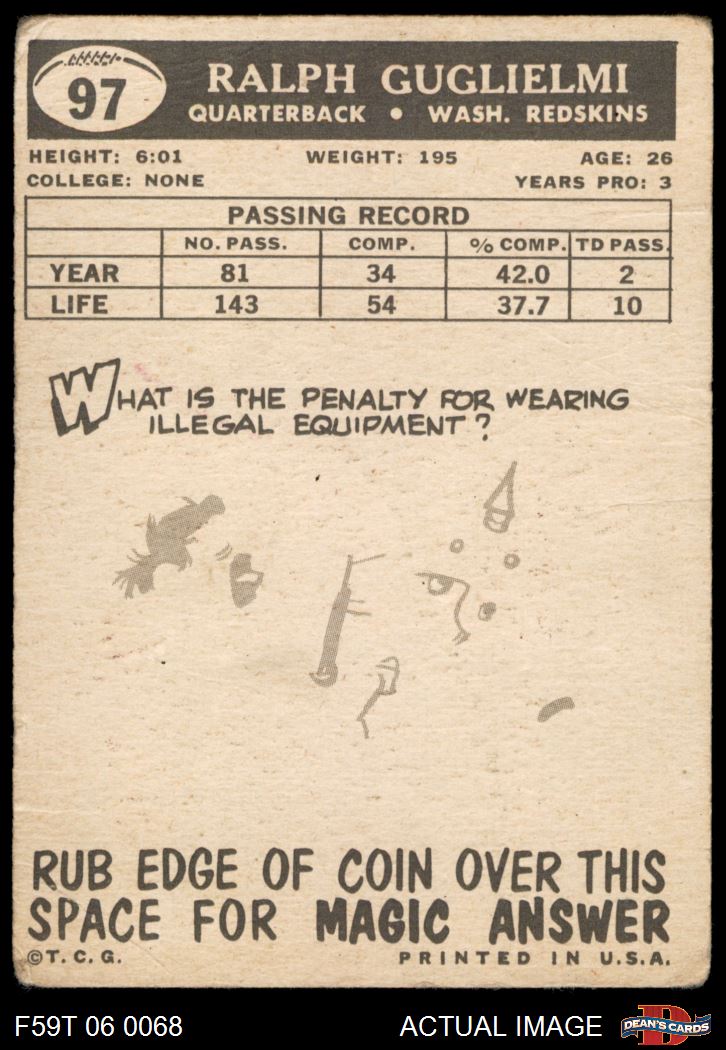 97
RALPH GUGLIELMI
QUARTERBACK • WASH. REDSKINS
HEIGHT: 6:01 WEIGHT: 195 AGE: 26
COLLEGE: NONE YEARS PRO: 3
PASSING RECORD
NO. PASS. COMP. % COMP. TD PASS.
YEAR 81 34 42.0 2
LIFE 143 54 37.7 10
WHAT IS THE PENALTY FOR WEARING
ILLEGAL EQUIPMENT?
RUB EDGE OF COIN OVER THIS
SPACE FOR MAGIC ANSWER
©T.C.G. PRINTED IN U.S.A.
F59T 06 0068 ACTUAL IMAGE D DEAN'S CARDS